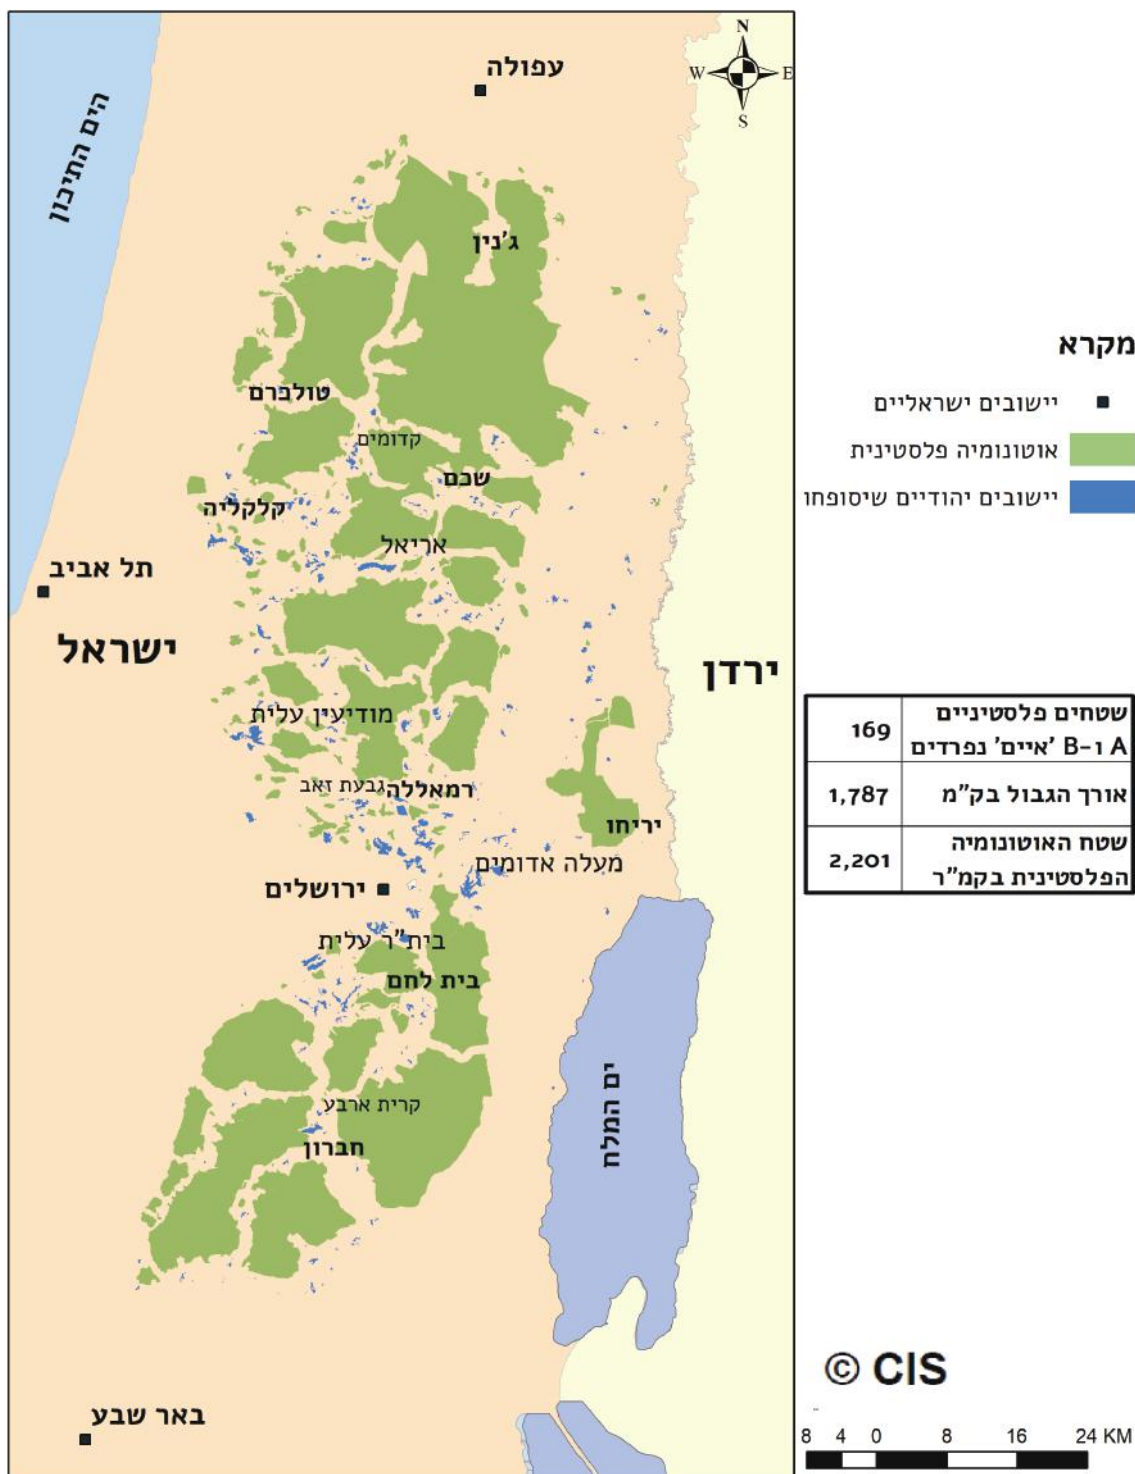 N
W E
S
עפולה
הים התיכון
ג'נין
טולפרם
קדומים
שכם
קלקליה
אריאל
תל אביב
ישראל
ירדן
מודיעין עלית
גבעת זאב
רמאללה
יריחו
מעלה אדומים
ירושלים
בית"ר עלית
בית לחם
ים המלח
קרית ארבע
חברון
באר שבע
מקרא
יישובים ישראליים
אוטונומיה פלסטינית
יישובים יהודיים שיסופחו
שטחים פלסטיניים
A ו-B 'איים' נפרדים
169
אורך הגבול בק"מ
1,787
שטח האוטונומיה
הפלסטינית בקמ"ר
2,201
© CIS
8 4 0 8 16 24 KM